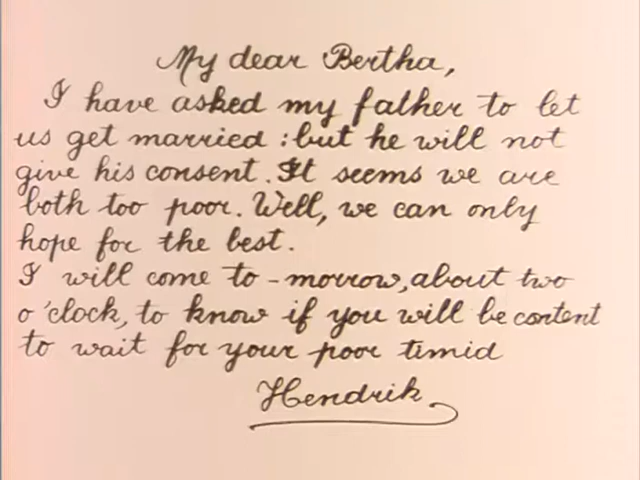 My dear Bertha,
I have asked my father to let
us get married : but he will not
give his consent. It seems we are
both too poor. Well, we can only
hope for the best.
I will come to-morrow, about two
o'clock, to know if you will be content
to wait for your poor timid
Hendrik